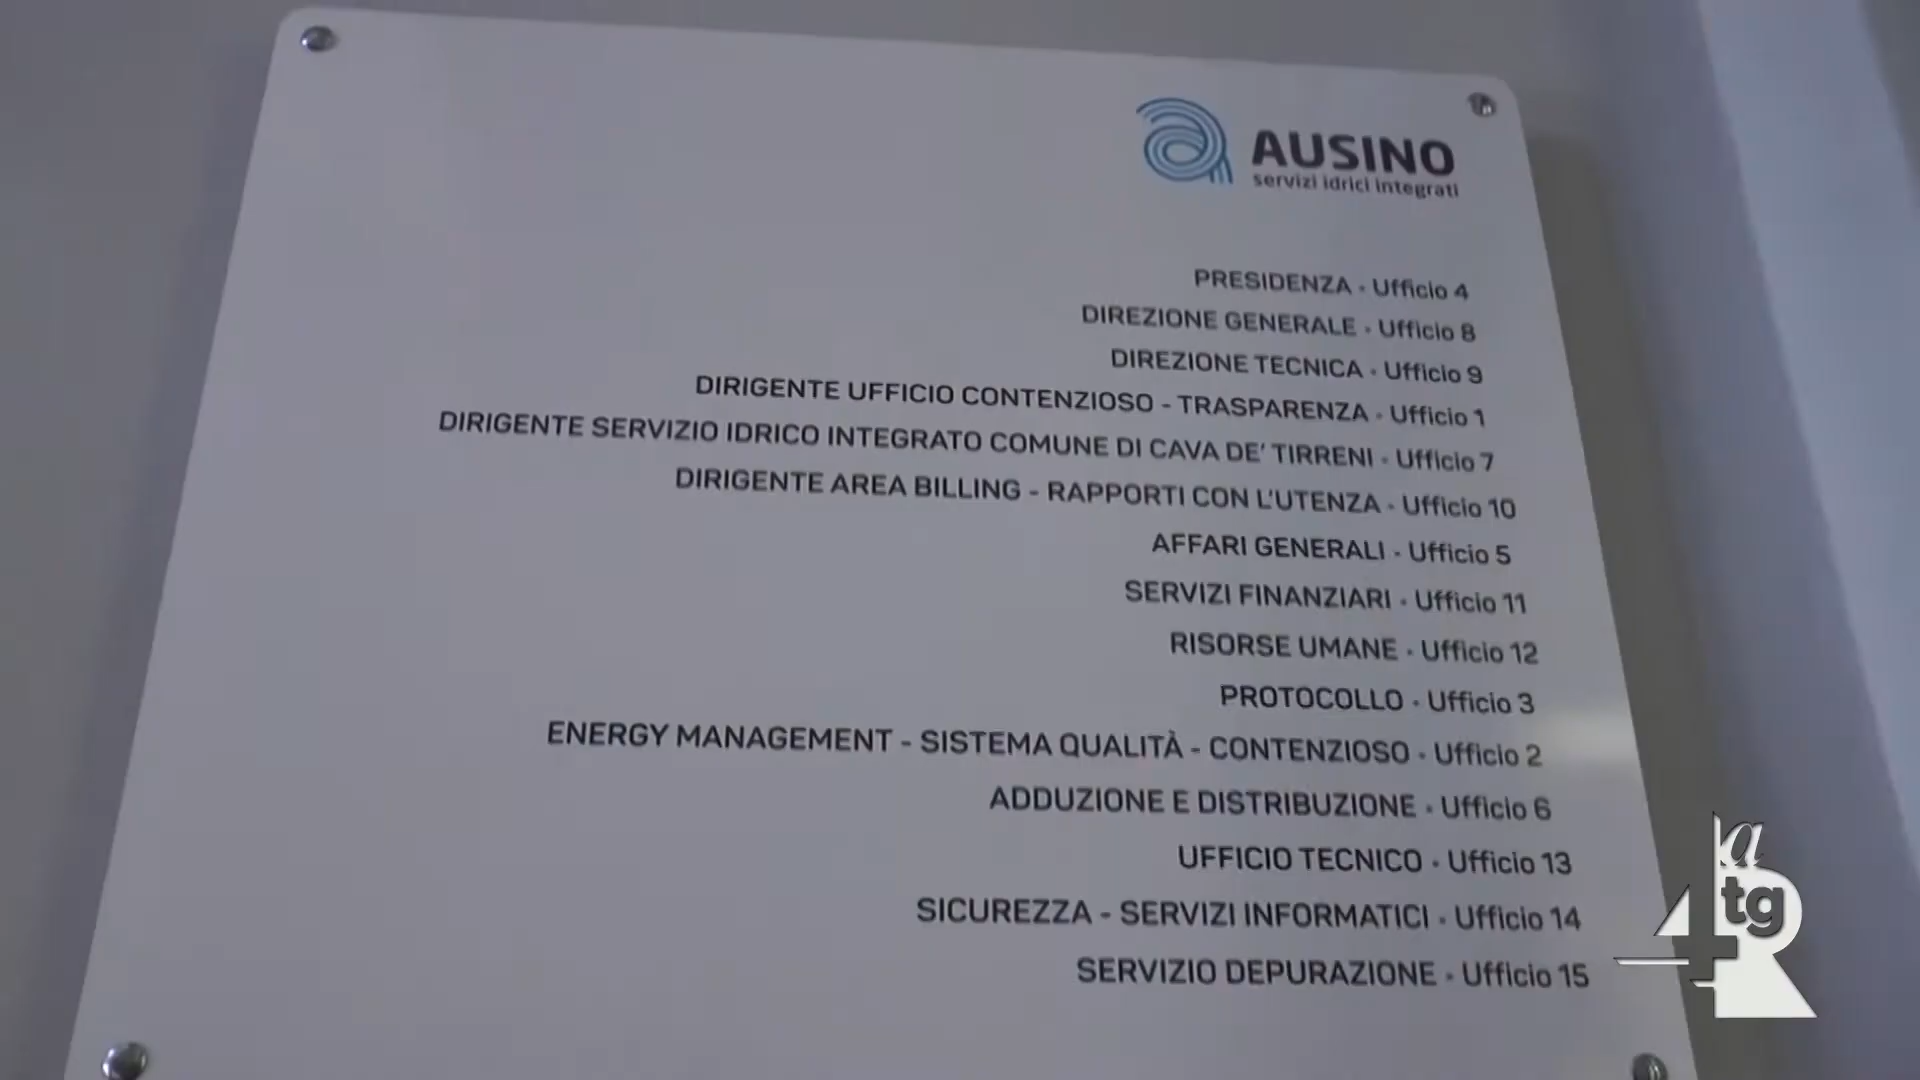 AUSINO
servizi idrici integrati
PRESIDENZA - Ufficio 4
DIREZIONE GENERALE - Ufficio 8
DIREZIONE TECNICA - Ufficio 9
DIRIGENTE UFFICIO CONTENZIOSO - TRASPARENZA - Ufficio 1
DIRIGENTE SERVIZIO IDRICO INTEGRATO COMUNE DI CAVA DE' TIRRENI - Ufficio 7
DIRIGENTE AREA BILLING - RAPPORTI CON L'UTENZA - Ufficio 10
AFFARI GENERALI - Ufficio 5
SERVIZI FINANZIARI - Ufficio 11
RISORSE UMANE - Ufficio 12
PROTOCOLLO - Ufficio 3
ENERGY MANAGEMENT - SISTEMA QUALITÀ - CONTENZIOSO - Ufficio 2
ADDUZIONE E DISTRIBUZIONE - Ufficio 6
UFFICIO TECNICO - Ufficio 13
SICUREZZA - SERVIZI INFORMATICI - Ufficio 14
SERVIZIO DEPURAZIONE - Ufficio 15
la
tg
4R